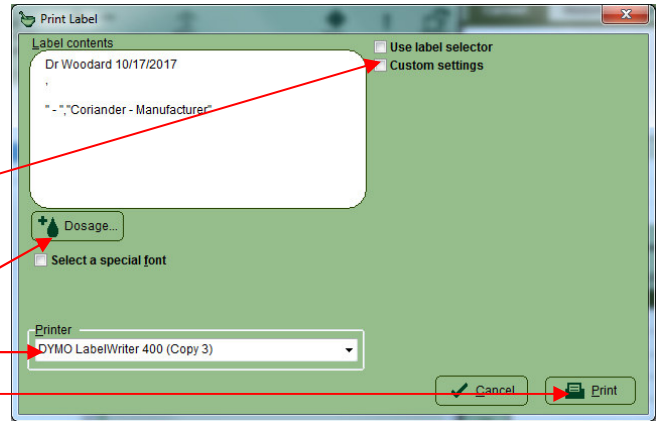 Print Label
Label contents
Dr Woodard 10/17/2017
,
" - ","Coriander - Manufacturer"
Use label selector
Custom settings
Dosage...
Select a special font
Printer
DYMO LabelWriter 400 (Copy 3)
Cancel
Print